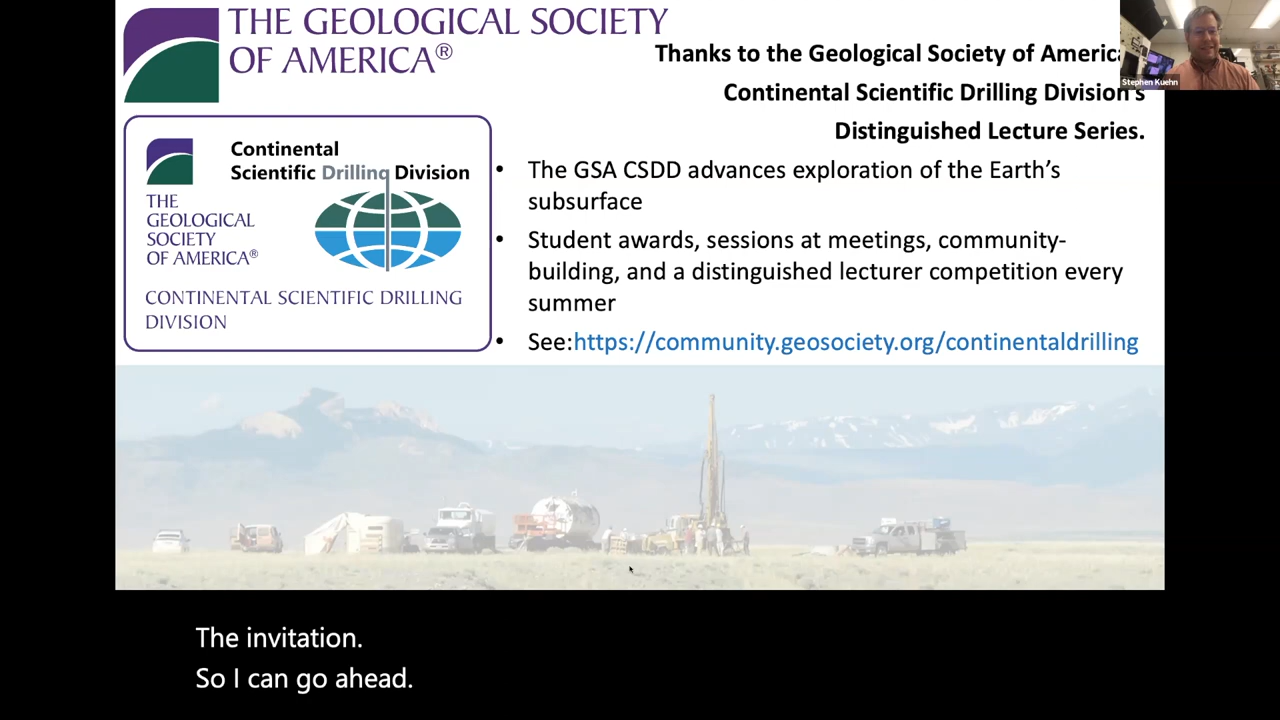 THE GEOLOGICAL SOCIETY
OF AMERICA®
Thanks to the Geological Society of America
Continental Scientific Drilling Division's
Distinguished Lecture Series.
Stephen Kuehn
Continental
Scientific Drilling Division
THE
GEOLOGICAL
SOCIETY
OF AMERICA®
CONTINENTAL SCIENTIFIC DRILLING
DIVISION
• The GSA CSDD advances exploration of the Earth’s
subsurface
• Student awards, sessions at meetings, community-
building, and a distinguished lecturer competition every
summer
• See:https://community.geosociety.org/continentaldrilling
The invitation.
So I can go ahead.